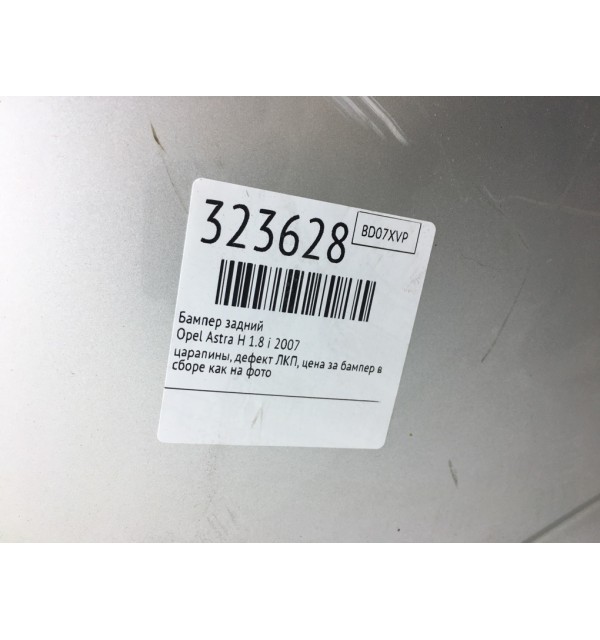 323628
BD07XVP
Бампер задний
Opel Astra H 1.8 i 2007
царапины, дефект ЛКП, цена за бампер в
сборе как на фото